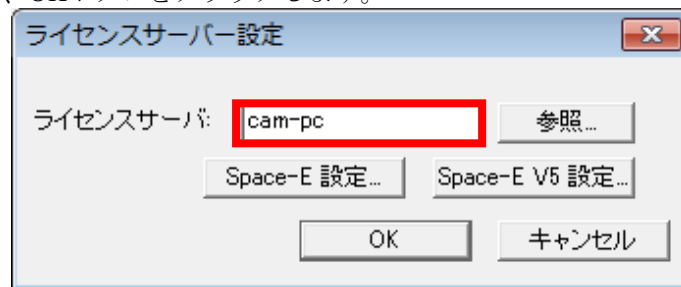 ライセンスサーバー設定
ライセンスサーバ: cam-pc 参照...
Space-E 設定... Space-E V5 設定...
OK キャンセル